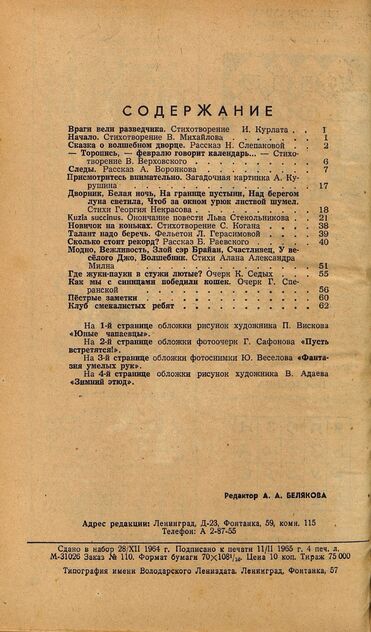 СОДЕРЖАНИЕ
Враги вели разведчика. Стихотворение И. Курлата . . 1
Начало. Стихотворение В. Михайлова . . . . . 1
Сказка о волшебном дворце. Рассказ Н. Слепаковой . . 2
— Торопись, — февралю говорит календарь... — Стихо-
творение В. Верховского . . . . . . 6
Следы. Рассказ А. Воронкова . . . . . . 7
Присмотритесь внимательно. Загадочная картинка А. Ку-
рушина . . . . . . . . . 17
Дворник, Белая ночь, На границе пустыни, Над берегом
луна светила, Чтоб за окном урюк листвой шумел.
Стихи Георгия Некрасова . . . . . . 18
Kuzia succinus. Окончание повести Льва Стекольникова . 21
Новичок на коньках. Стихотворение С. Когана . . . 38
Талант надо беречь. Фельетон Л. Герасимовой . . . 39
Сколько стоит рекорд? Рассказ В. Раевского . . . 40
Модно, Вежливость, Злой сэр Брайан, Счастливец, У ве-
сёлого Джо, Волшебник. Стихи Алана Александра
Милна . . . . . . . . . 51
Где жуки-пауки в стужи лютые? Очерк К. Седых . . . 55
Как мы с синицами победили кошек. Очерк Г. Спе-
ранской . . . . . . . . . 56
Пёстрые заметки . . . . . . . . 60
Клуб смекалистых ребят . . . . . . . 62
На 1-й странице обложки рисунок художника П. Вискова
«Юные чапаевцы».
На 2-й странице обложки фотоочерк Г. Сафонова «Пусть
встретятся!».
На 3-й странице обложки фотоснимки Ю. Веселова «Фанта-
зия умелых рук».
На 4-й странице обложки рисунок художника В. Адаева
«Зимний этюд».
Редактор А. А. БЕЛЯКОВА
Адрес редакции: Ленинград, Д-23, Фонтанка, 59, комн. 115
Телефон: А 2-87-55
Сдано в набор 28/XII 1964 г. Подписано к печати 11/II 1965 г. 4 печ. л.
М-31026 Заказ № 110. Формат бумаги 70×108¹/₁₆. Цена 10 коп. Тираж 75 000
Типография имени Володарского Лениздата. Ленинград, Фонтанка, 57